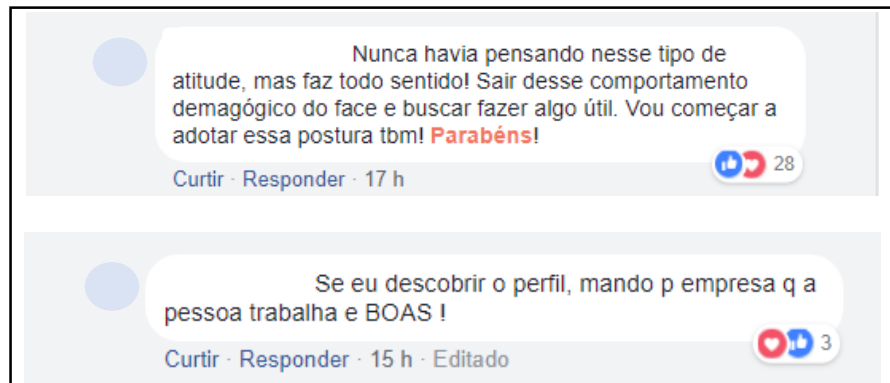 Nunca havia pensando nesse tipo de
atitude, mas faz todo sentido! Sair desse comportamento
demagógico do face e buscar fazer algo útil. Vou começar a
adotar essa postura tbm! Parabéns!
28
Curtir · Responder · 17 h
Se eu descobrir o perfil, mando p empresa q a
pessoa trabalha e BOAS !
3
Curtir · Responder · 15 h · Editado